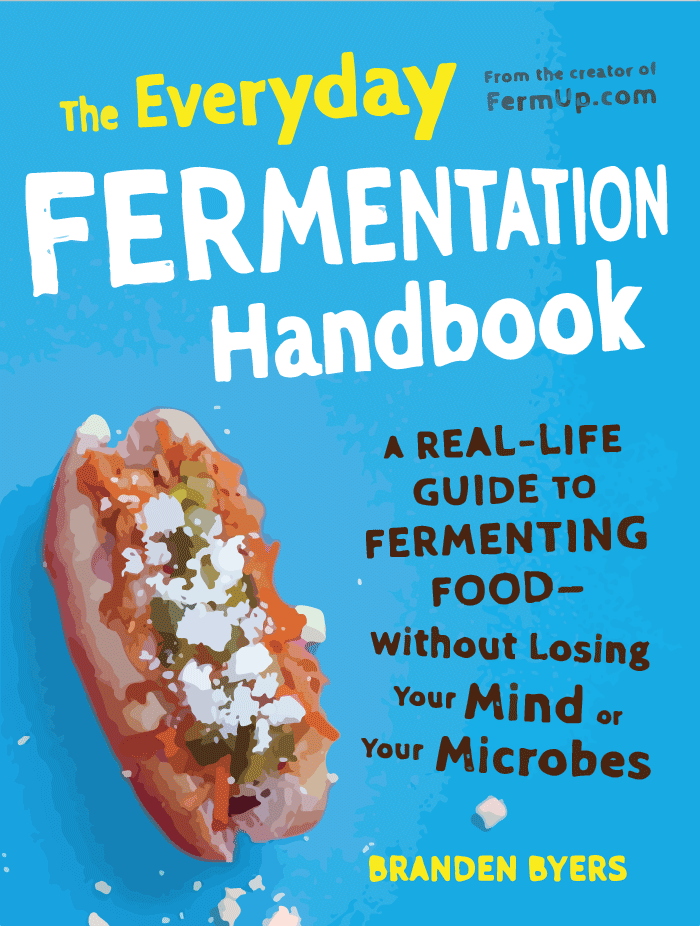 The Everyday
From the creator of
FermUp.com
FERMENTATION
Handbook
A REAL-LIFE
GUIDE TO
FERMENTING
FOOD—
Without Losing
Your Mind or
Your Microbes
BRANDEN BYERS